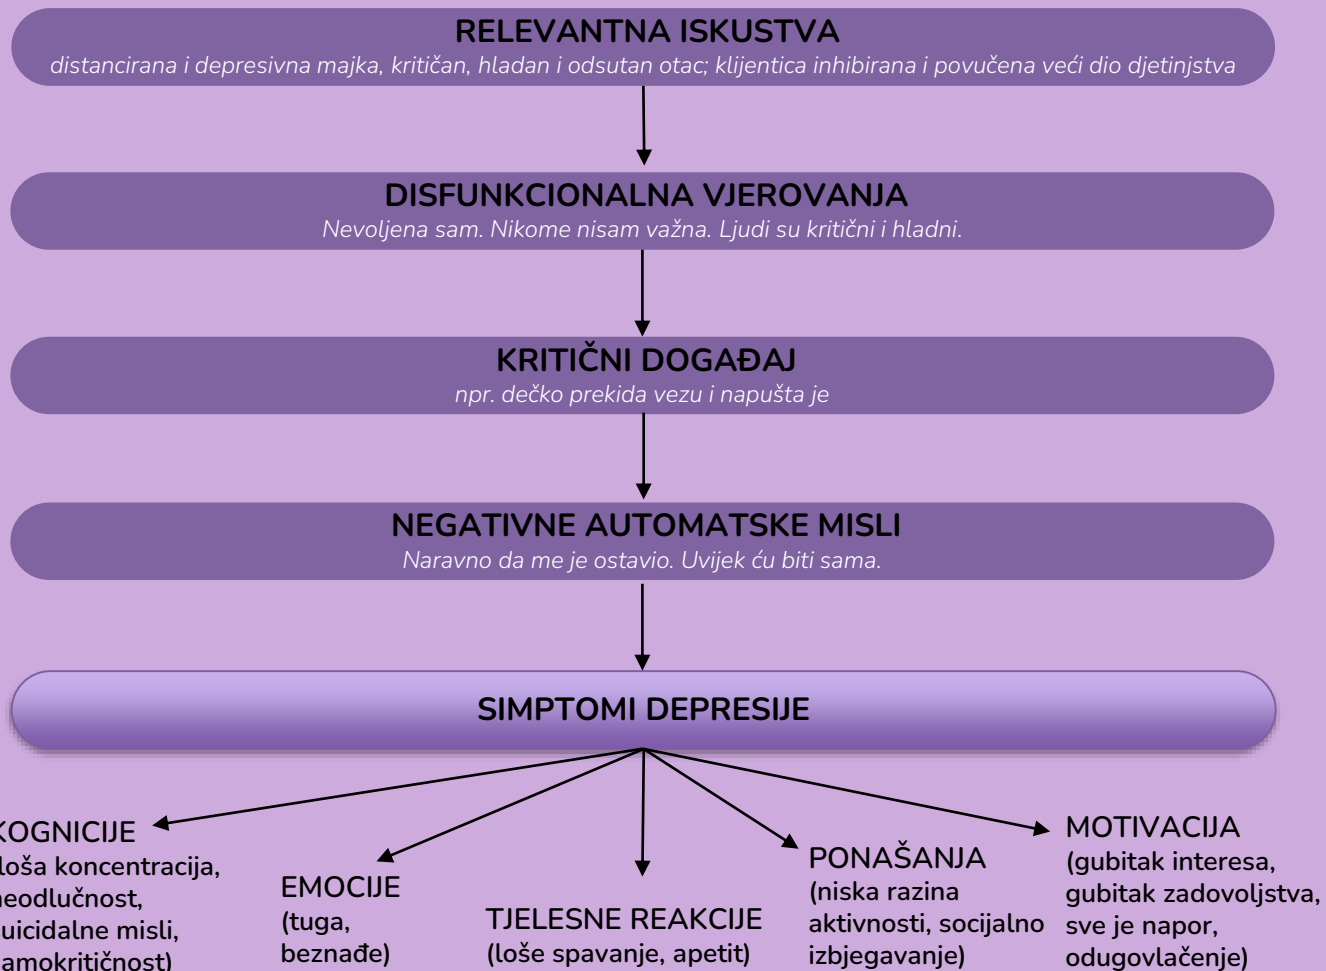 RELEVANTNA ISKUSTVA
distancirana i depresivna majka, kritičan, hladan i odsutan otac; klijentica inhibirana i povučena veći dio djetinjstva
DISFUNKCIONALNA VJEROVANJA
Nevoljena sam. Nikome nisam važna. Ljudi su kritični i hladni.
KRITIČNI DOGAĐAJ
npr. dečko prekida vezu i napušta je
NEGATIVNE AUTOMATSKE MISLI
Naravno da me je ostavio. Uvijek ću biti sama.
SIMPTOMI DEPRESIJE
KOGNICIJE
loša koncentracija,
neodlučnost,
suicidalne misli,
samokritičnost)
EMOCIJE
(tuga,
beznađe)
TJELESNE REAKCIJE
(loše spavanje, apetit)
PONAŠANJA
(niska razina
aktivnosti, socijalno
izbjegavanje)
MOTIVACIJA
(gubitak interesa,
gubitak zadovoljstva,
sve je napor,
odugovlačenje)